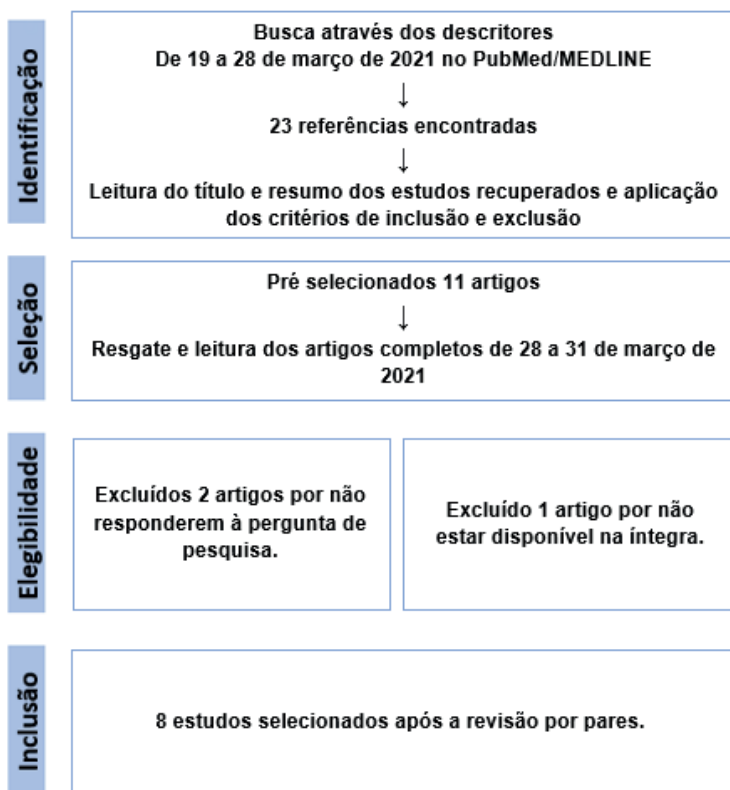 Identificação
Busca através dos descritores
De 19 a 28 de março de 2021 no PubMed/MEDLINE
↓
23 referências encontradas
↓
Leitura do título e resumo dos estudos recuperados e aplicação
dos critérios de inclusão e exclusão
Seleção
Pré selecionados 11 artigos
↓
Resgate e leitura dos artigos completos de 28 a 31 de março de
2021
Elegibilidade
Excluídos 2 artigos por não
responderem à pergunta de
pesquisa.
Excluído 1 artigo por não
estar disponível na íntegra.
Inclusão
8 estudos selecionados após a revisão por pares.